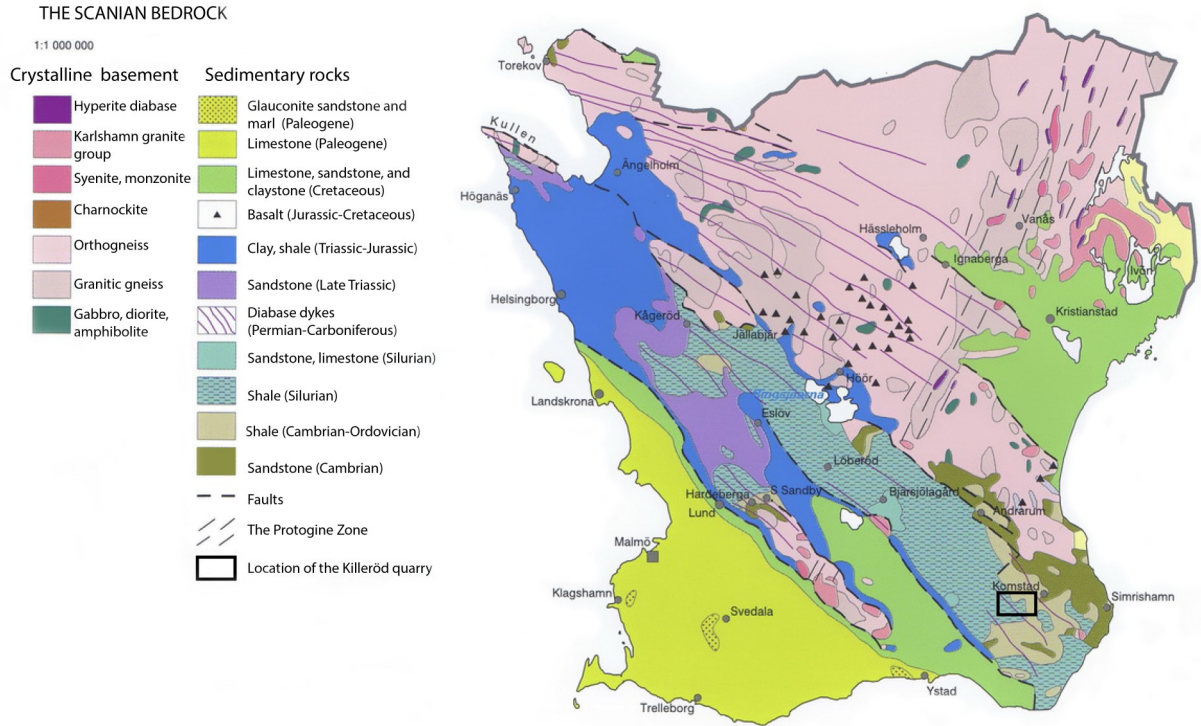 THE SCANIAN BEDROCK
1:1 000 000
Crystalline basement
Hyperite diabase
Karlshamn granite
group
Syenite, monzonite
Charnockite
Orthogneiss
Granitic gneiss
Gabbro, diorite,
amphibolite
Sedimentary rocks
Glauconite sandstone and
marl (Paleogene)
Limestone (Paleogene)
Limestone, sandstone, and
claystone (Cretaceous)
Basalt (Jurassic-Cretaceous)
Clay, shale (Triassic-Jurassic)
Sandstone (Late Triassic)
Diabase dykes
(Permian-Carboniferous)
Sandstone, limestone (Silurian)
Shale (Silurian)
Shale (Cambrian-Ordovician)
Sandstone (Cambrian)
Faults
The Protogine Zone
Location of the Killeröd quarry
Torekov
Kullen
Ängelholm
Höganäs
Vanås
Hässleholm
Ignaberga
Ivön
Helsingborg
Kågeröd
Kristianstad
Jällabjär
Höör
Ringsjöarna
Landskrona
Eslöv
Löberöd
Hardeberga
S Sandby
Bjärsjölagård
Lund
Andrarum
Malmö
Komstad
Klagshamn
Simrishamn
Svedala
Ystad
Trelleborg